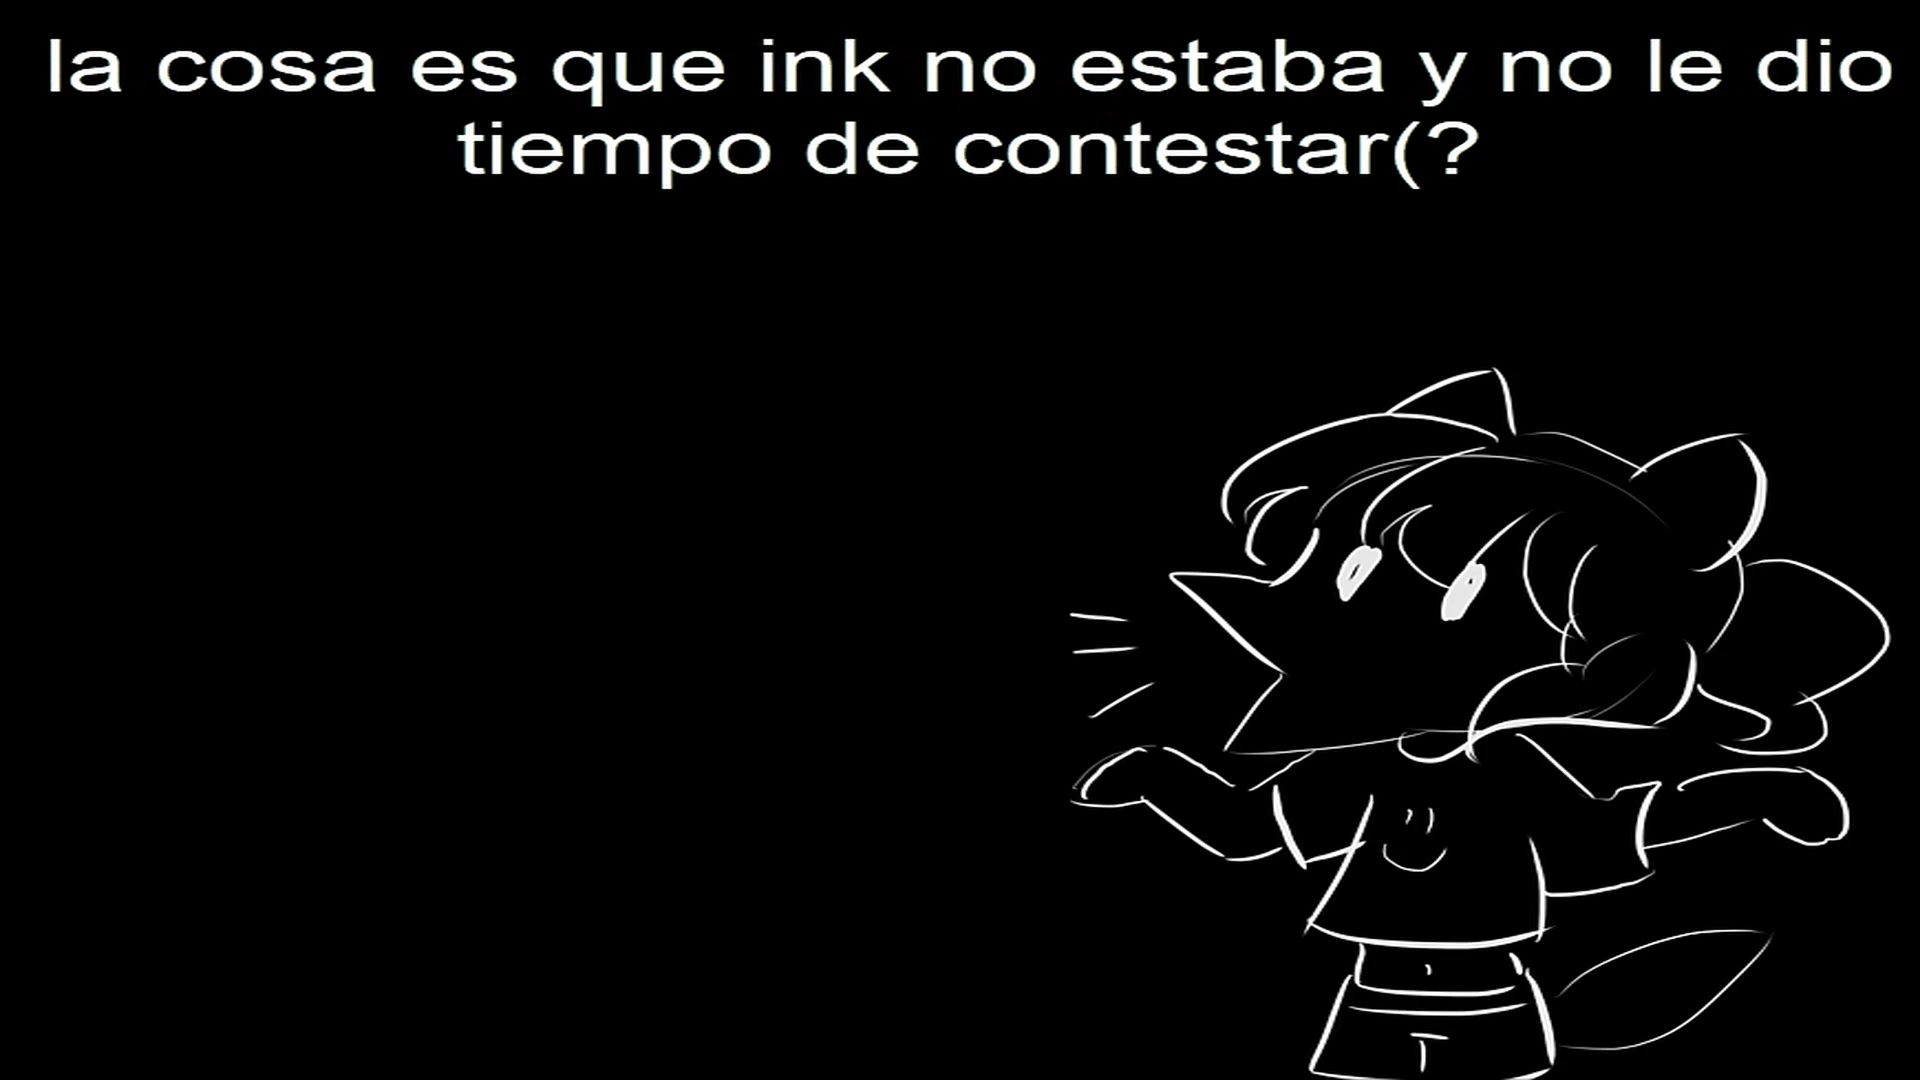 la cosa es que ink no estaba y no le dio
tiempo de contestar(?